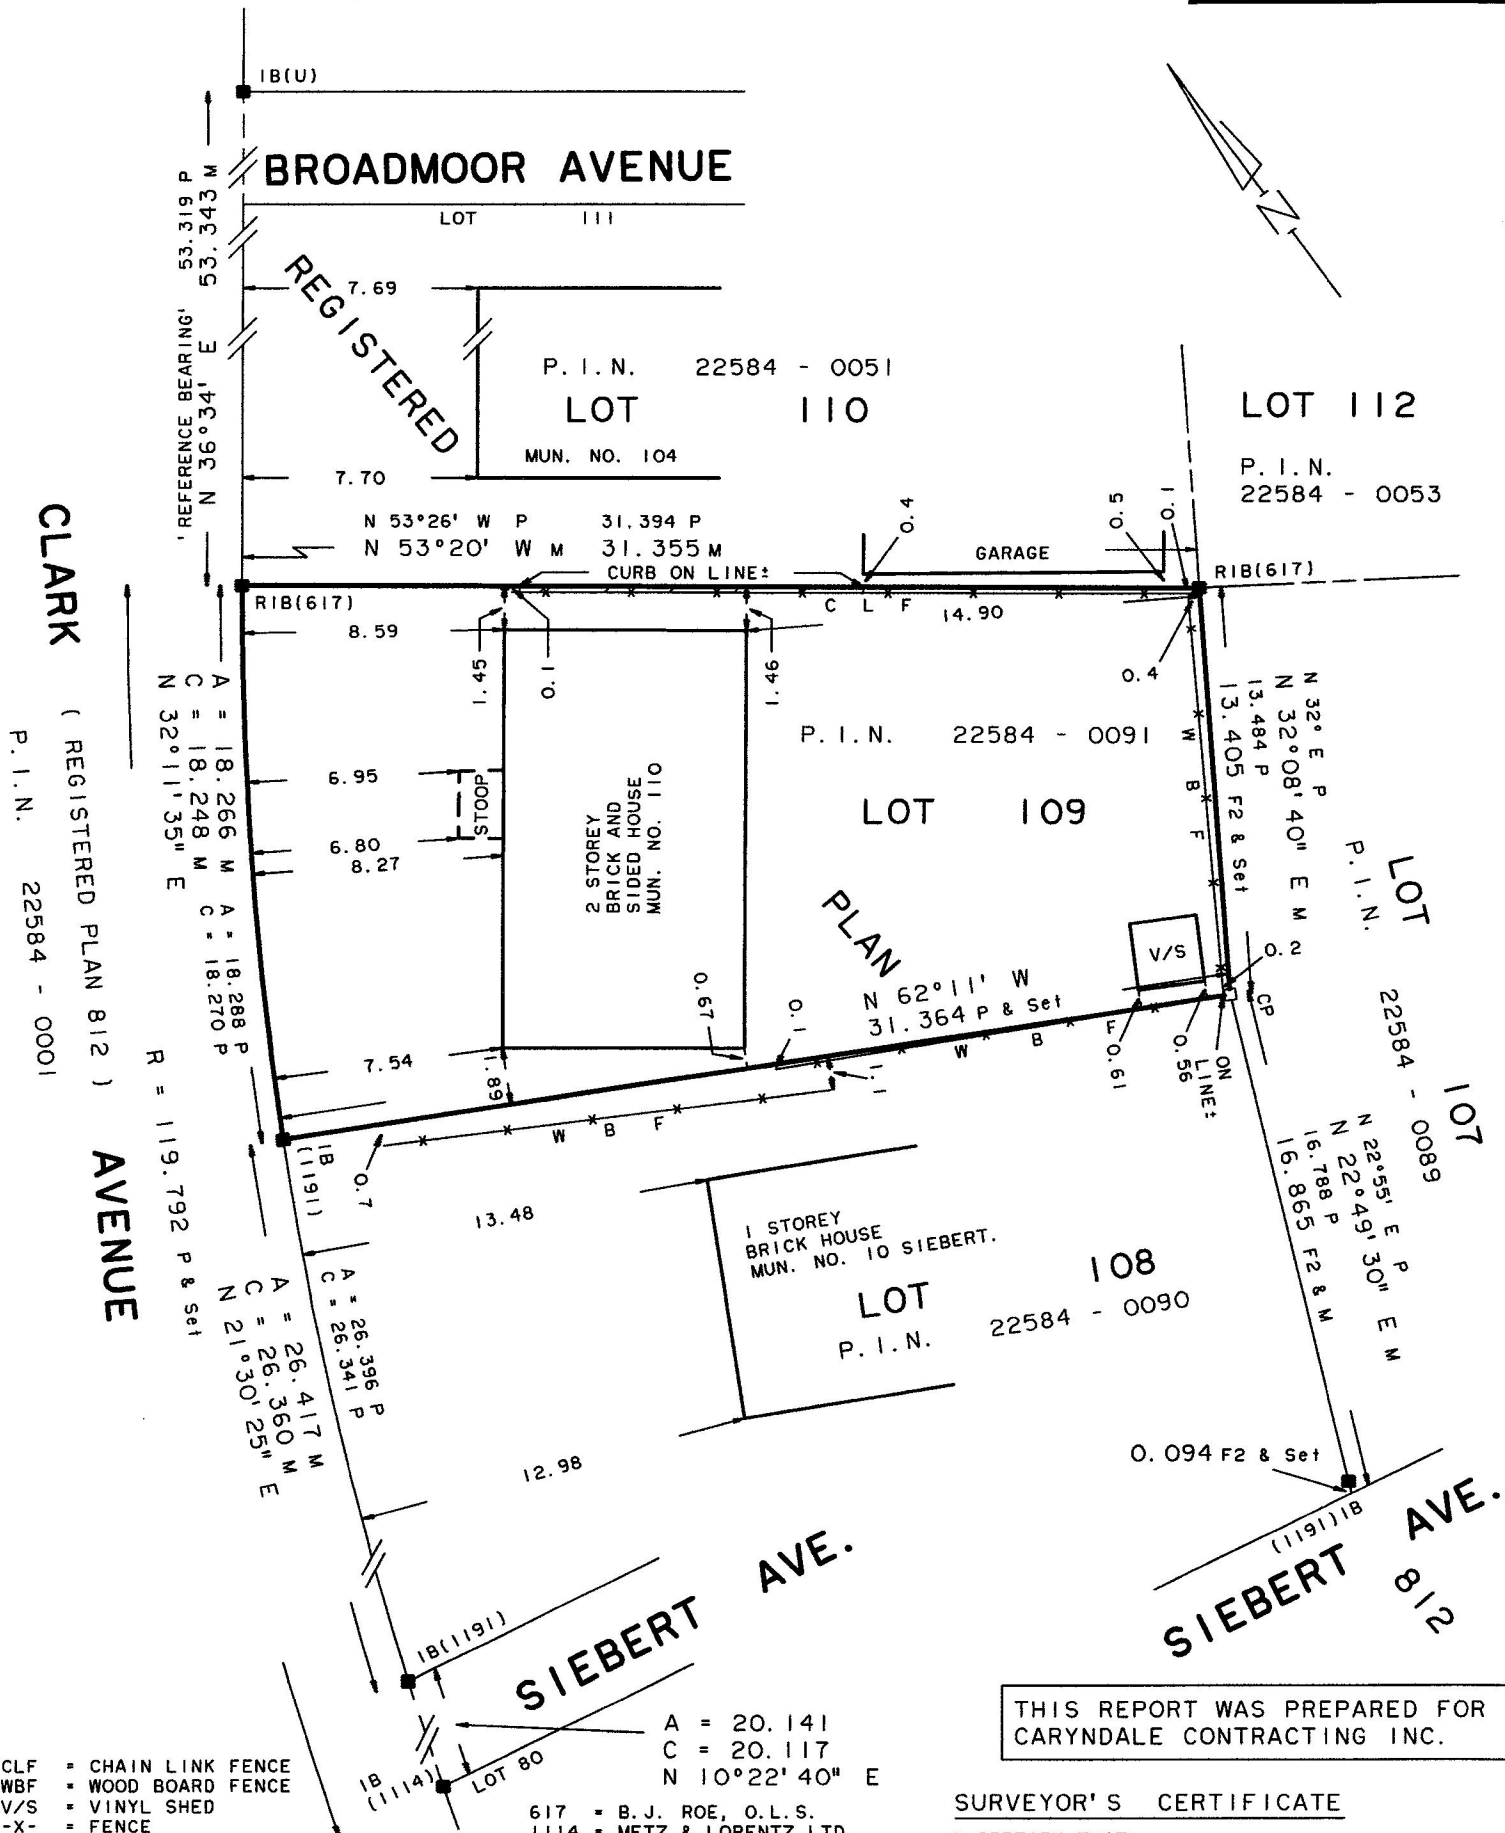 IB(U)
BROADMOOR AVENUE
LOT 111
'REFERENCE BEARING' 53.319 P
N 36°34' E 53.343 M
REGISTERED
7.69
P.I.N. 22584 - 0051
LOT 110
MUN. NO. 104
7.70
LOT 112
P.I.N.
22584 - 0053
N 53°26' W P 31.394 P
N 53°20' W M 31.355 M
CURB ON LINE±
0.4
GARAGE
0.5
0.1
RIB(617)
RIB(617)
8.59
1.45
0.1
1.46
C L F
14.90
0.4
CLARK
( REGISTERED PLAN 812 )
AVENUE
P.I.N. 22584 - 0001
A = 18.266 M A = 18.288 P
C = 18.248 M C = 18.270 P
N 32°11'35" E
R = 119.792 P & Set
6.95
STOOP
6.80
8.27
2 STOREY
BRICK AND
SIDED HOUSE
MUN. NO. 110
P.I.N. 22584 - 0091
LOT 109
W B F
N 32° E P
N 32°08'40" E M
13.484 P
13.405 F2 & Set
LOT 107
P.I.N. 22584 - 0089
PLAN
V/S
0.2
CP
N 62°11' W
31.364 P & Set
0.67
0.1
W B F
0.61
0.56
ON
LINE±
7.54
1.89
1.1
W B F
IB
(1191)
0.7
13.48
1 STOREY
BRICK HOUSE
MUN. NO. 10 SIEBERT.
LOT 108
P.I.N. 22584 - 0090
N 22°55' E P
N 22°49'30" E M
16.788 P
16.865 F2 & M
A = 26.396 P
C = 26.341 P
A = 26.417 M
C = 26.360 M
N 21°30'25" E
12.98
0.094 F2 & Set
(1191)IB
SIEBERT AVE.
812
IB(1191)
SIEBERT AVE.
IB
(1114)
LOT 80
A = 20.141
C = 20.117
N 10°22'40" E
THIS REPORT WAS PREPARED FOR
CARYNDALE CONTRACTING INC.
CLF = CHAIN LINK FENCE
WBF = WOOD BOARD FENCE
V/S = VINYL SHED
-X- = FENCE
617 = B.J. ROE, O.L.S.
1114 = METZ & LORENTZ LTD
SURVEYOR'S CERTIFICATE
N